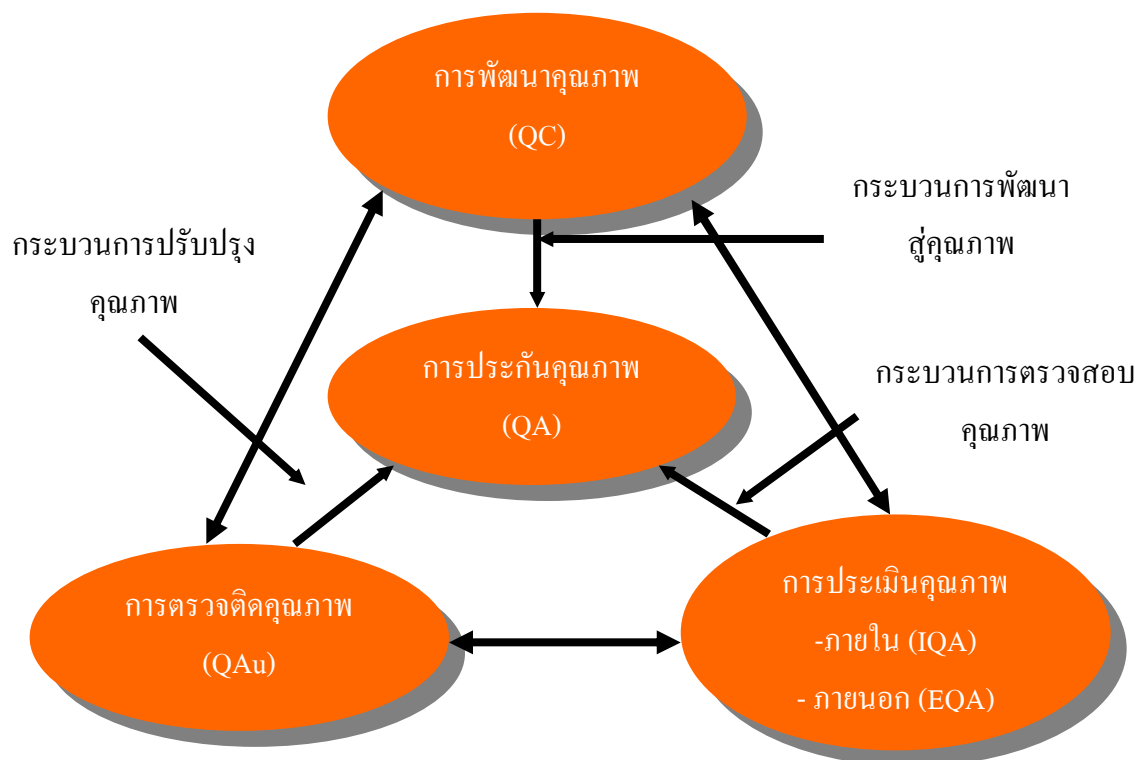 การพัฒนาคุณภาพ
(QC)
กระบวนการพัฒนา
สู่คุณภาพ
กระบวนการปรับปรุง
คุณภาพ
การประกันคุณภาพ
(QA)
กระบวนการตรวจสอบ
คุณภาพ
การตรวจติดคุณภาพ
(QAu)
การประเมินคุณภาพ
-ภายใน (IQA)
- ภายนอก (EQA)